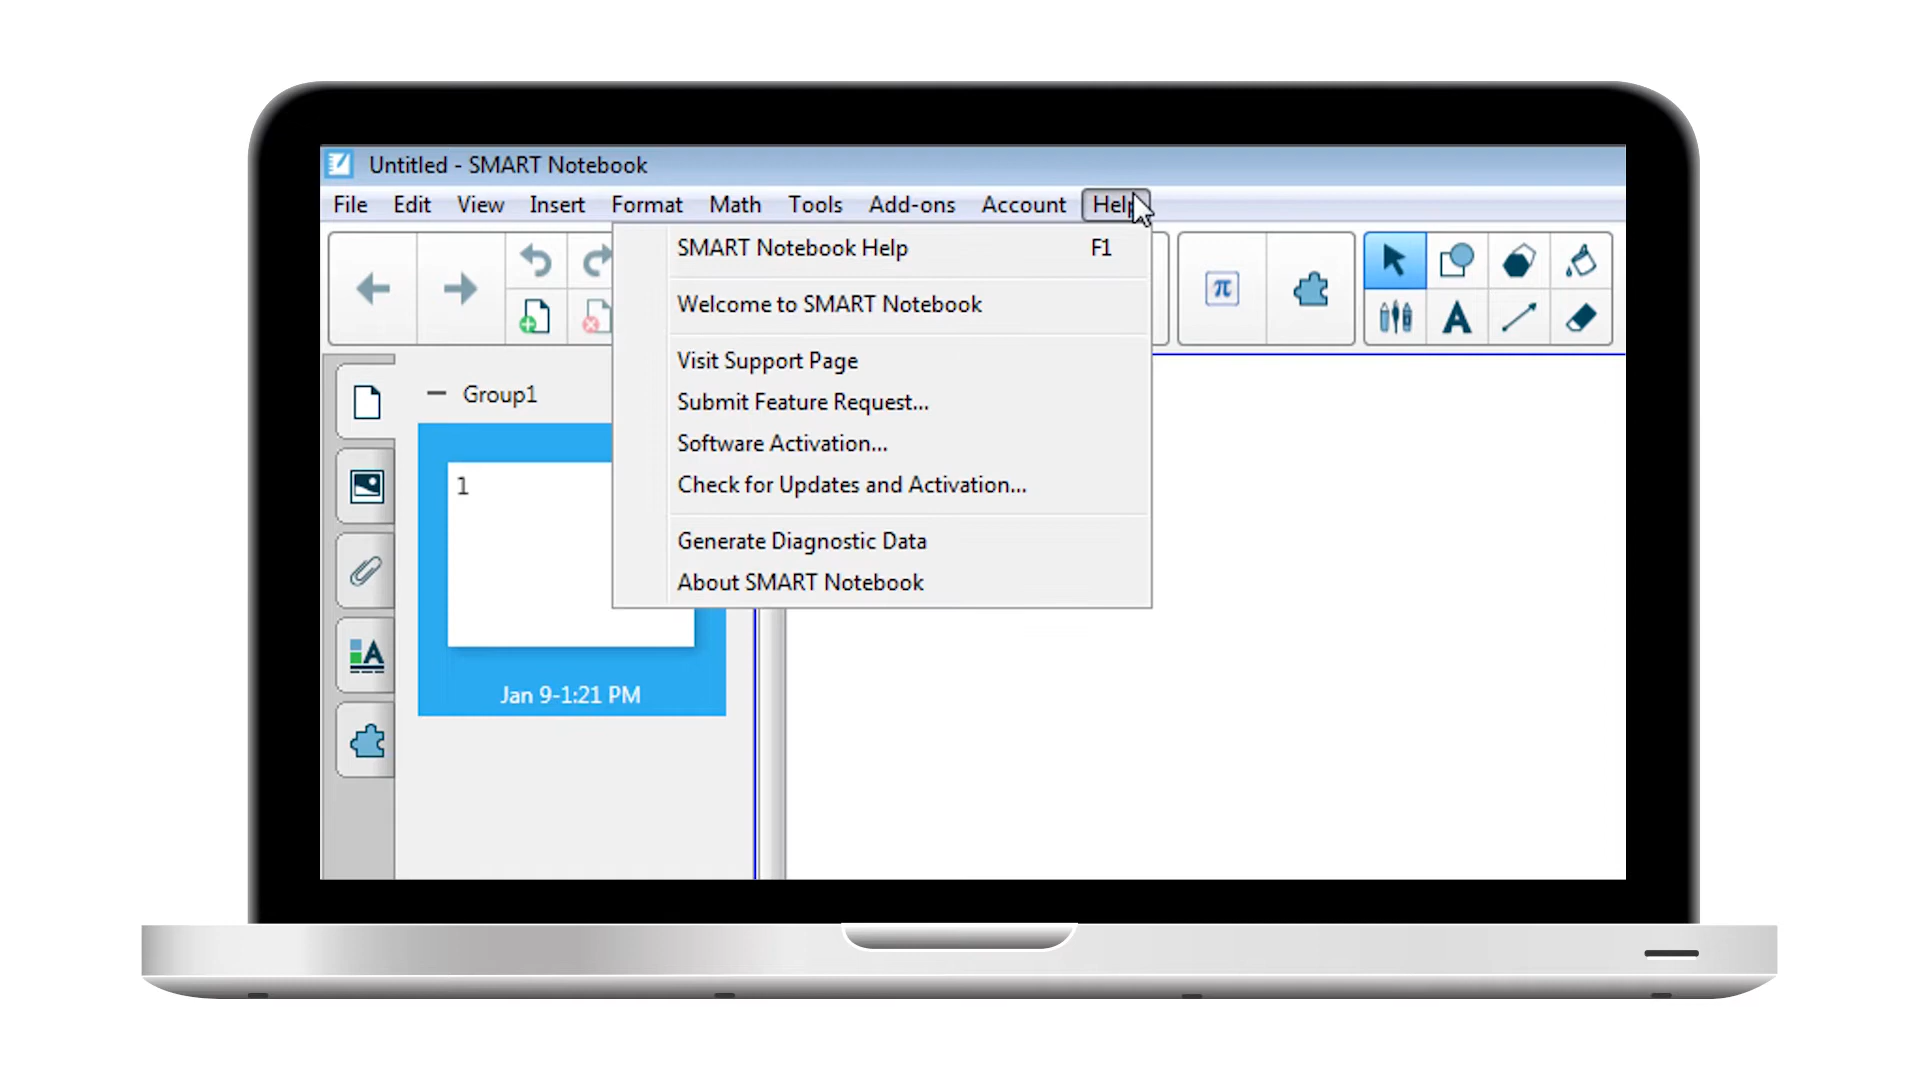 Untitled - SMART Notebook
File Edit View Insert Format Math Tools Add-ons Account Help
SMART Notebook Help F1
Welcome to SMART Notebook
Visit Support Page
Submit Feature Request...
Software Activation...
Check for Updates and Activation...
Generate Diagnostic Data
About SMART Notebook
π
A
Group1
1
A
Jan 9-1:21 PM